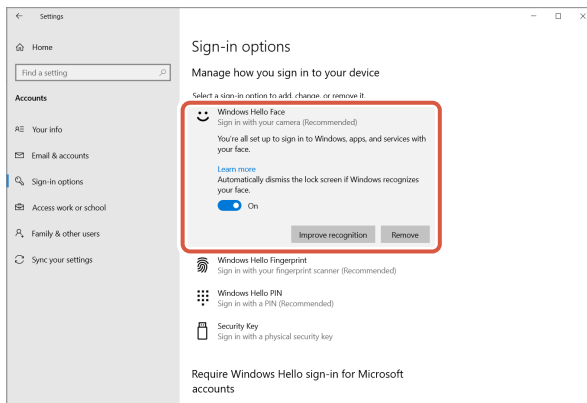 Settings
Home
Find a setting
Accounts
Your info
Email & accounts
Sign-in options
Access work or school
Family & other users
Sync your settings
Sign-in options
Manage how you sign in to your device
Select a sign-in option to add, change, or remove it.
Windows Hello Face
Sign in with your camera (Recommended)
You're all set up to sign in to Windows, apps, and services with
your face.
Learn more
Automatically dismiss the lock screen if Windows recognizes
your face.
On
Improve recognition
Remove
Windows Hello Fingerprint
Sign in with your fingerprint scanner (Recommended)
Windows Hello PIN
Sign in with a PIN (Recommended)
Security Key
Sign in with a physical security key
Require Windows Hello sign-in for Microsoft
accounts